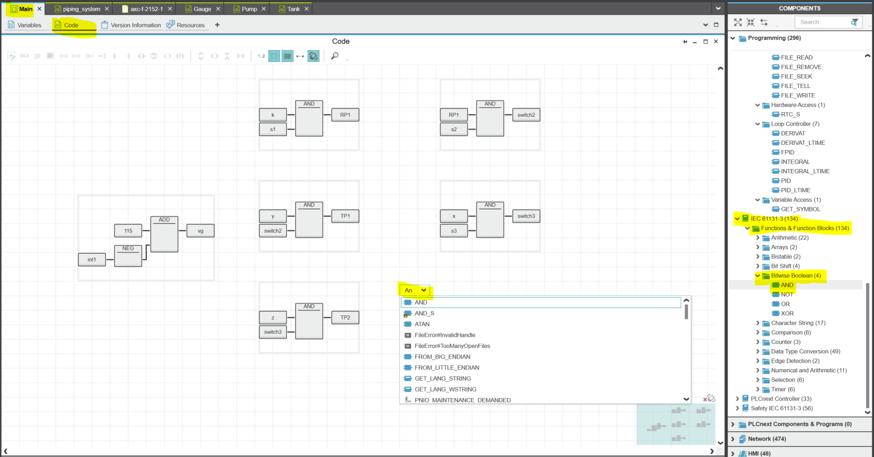 Main
piping_system
axc-f-2152-1
Gauge
Pump
Tank
COMPONENTS
Variables
Code
Version Information
Resources
+
Search
Code
Programming (296)
1.2
FILE_READ
FILE_REMOVE
FILE_SEEK
FILE_TELL
FILE_WRITE
Hardware Access (1)
RTC_S
Loop Controller (7)
DERIVAT
DERIVAT_LTIME
FPID
INTEGRAL
INTEGRAL_LTIME
PID
PID_LTIME
Variable Access (1)
GET_SYMBOL
IEC 61131-3 (134)
Functions & Function Blocks (134)
Arithmetic (22)
Arrays (2)
Bistable (2)
Bit Shift (4)
Bitwise Boolean (4)
AND
NOT
OR
XOR
Character String (17)
Comparison (6)
Counter (3)
Data Type Conversion (49)
Edge Detection (2)
Numerical and Arithmetic (11)
Selection (6)
Timer (6)
PLCnext Controller (33)
Safety IEC 61131-3 (56)
PLCnext Components & Programs (0)
Network (474)
HMI (46)
AND
k
s1
RP1
AND
RP1
s2
switch2
ADD
115
vg
NEG
int1
AND
y
switch2
TP1
AND
x
s3
switch3
AND
z
switch3
TP2
An
AND
AND_S
ATAN
FileError#InvalidHandle
FileError#TooManyOpenFiles
FROM_BIG_ENDIAN
FROM_LITTLE_ENDIAN
GET_LANG_STRING
GET_LANG_WSTRING
PNIO_MAINTENANCE_DEMANDED